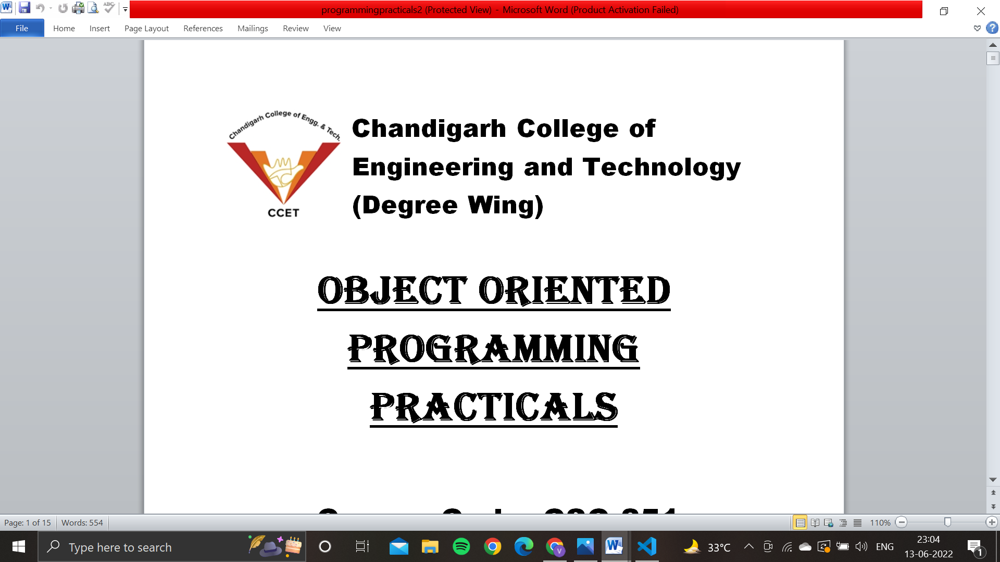 programmingpracticals2 (Protected View) - Microsoft Word (Product Activation Failed)
File Home Insert Page Layout References Mailings Review View
Chandigarh College of Engg. & Tech.
CCET
Chandigarh College of
Engineering and Technology
(Degree Wing)
OBJECT ORIENTED
PROGRAMMING
PRACTICALS
Page: 1 of 15 Words: 554 110%
Type here to search 33°C ENG 23:04
13-06-2022 1